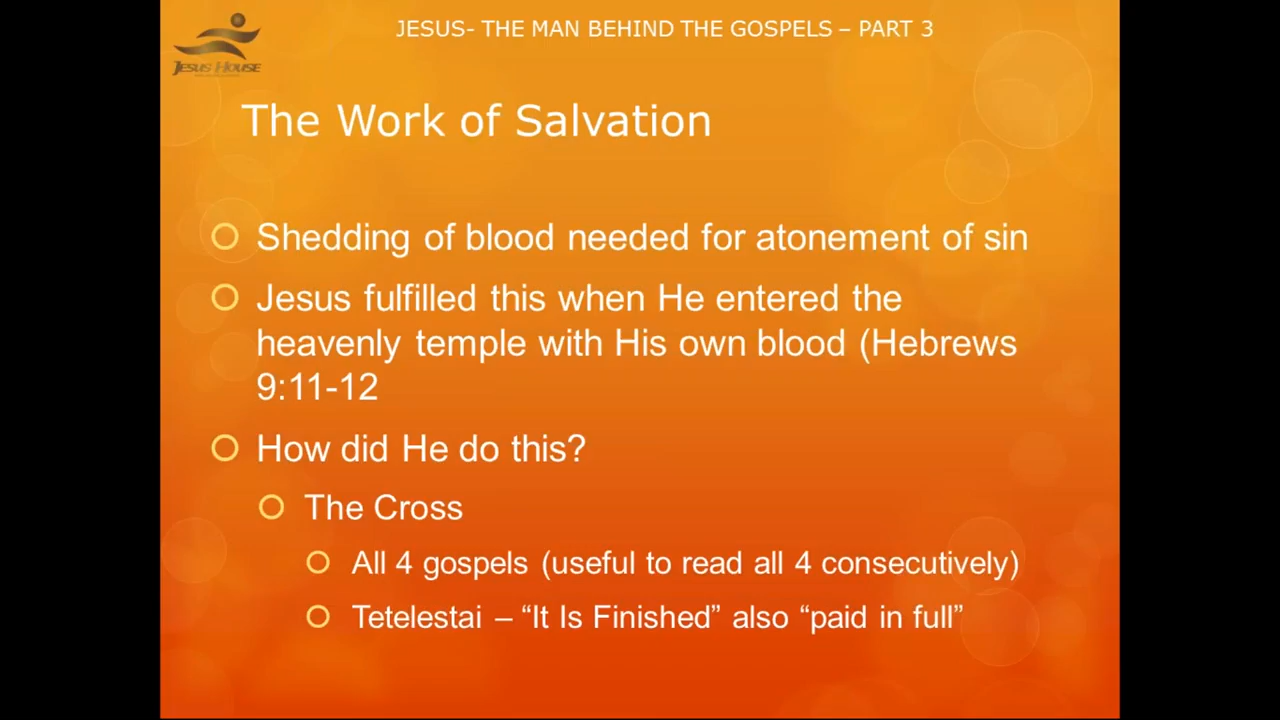 JESUS- THE MAN BEHIND THE GOSPELS – PART 3
JESUS HOUSE
The Work of Salvation
Shedding of blood needed for atonement of sin
Jesus fulfilled this when He entered the
heavenly temple with His own blood (Hebrews
9:11-12
How did He do this?
The Cross
All 4 gospels (useful to read all 4 consecutively)
Tetelestai – “It Is Finished” also “paid in full”